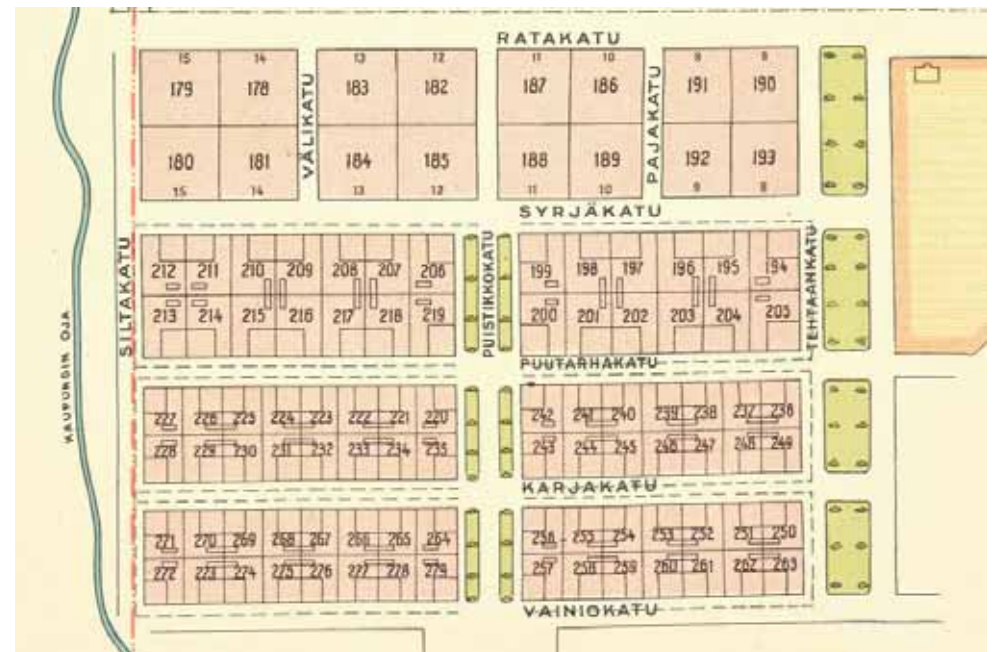 RATAKATU
15 14 13 12 11 10 9 8
179 178 183 182 187 186 191 190
VÄLIKATU
PAJAKATU
180 181 184 185 188 189 192 193
15 14 13 12 11 10 9 8
SYRJÄKATU
SILTAKATU
PUISTIKKOKATU
TEHTAANKATU
KAUPUNGIN OJA
212 211 210 209 208 207 206 199 198 197 196 195 194
213 214 215 216 217 218 219 200 201 202 203 204 205
PUUTARHAKATU
227 226 225 224 223 222 221 220 242 241 240 239 238 237 236
228 229 230 231 232 233 234 235 243 244 245 246 247 248 249
KARJAKATU
271 270 269 268 267 266 265 264 256 255 254 253 252 251 250
272 273 274 275 276 277 278 279 257 258 259 260 261 262 263
VAINIOKATU